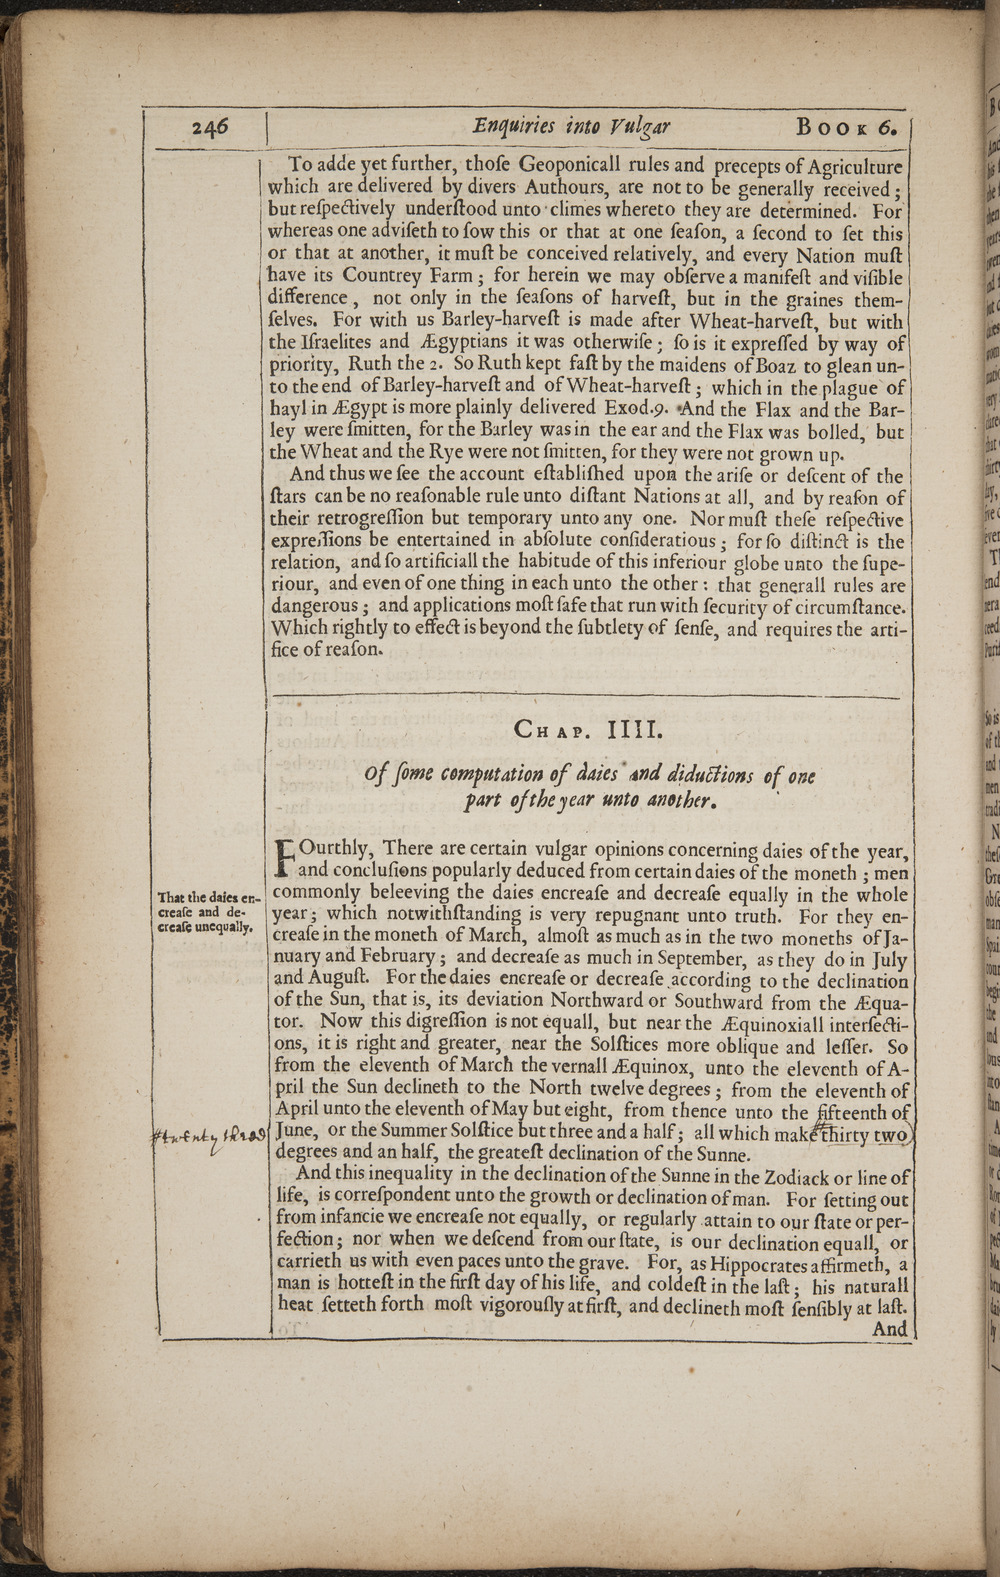 246
Enquiries into Vulgar
BOOK 6.
To adde yet further, thoſe Geoponicall rules and precepts of Agriculture
which are delivered by divers Authours, are not to be generally received;
but reſpectively underſtood unto climes whereto they are determined. For
whereas one adviſeth to ſow this or that at one ſeaſon, a ſecond to ſet this
or that at another, it muſt be conceived relatively, and every Nation muſt
have its Countrey Farm; for herein we may obſerve a manifeſt and viſible
difference, not only in the ſeaſons of harveſt, but in the graines them-
ſelves. For with us Barley-harveſt is made after Wheat-harveſt, but with
the Iſraelites and Ægyptians it was otherwiſe; ſo is it expreſſed by way of
priority, Ruth the 2. So Ruth kept faſt by the maidens of Boaz to glean un-
to the end of Barley-harveſt and of Wheat-harveſt; which in the plague of
hayl in Ægypt is more plainly delivered Exod.9. And the Flax and the Bar-
ley were ſmitten, for the Barley was in the ear and the Flax was bolled, but
the Wheat and the Rye were not ſmitten, for they were not grown up.
And thus we ſee the account eſtabliſhed upon the ariſe or deſcent of the
ſtars can be no reaſonable rule unto diſtant Nations at all, and by reaſon of
their retrogreſſion but temporary unto any one. Nor muſt theſe reſpective
expreſſions be entertained in abſolute conſideratious; for ſo diſtinct is the
relation, and ſo artificiall the habitude of this inferiour globe unto the ſupe-
riour, and even of one thing in each unto the other: that generall rules are
dangerous; and applications moſt ſafe that run with ſecurity of circumſtance.
Which rightly to effect is beyond the ſubtlety of ſenſe, and requires the arti-
fice of reaſon.
CHAP. IIII.
Of ſome computation of daies and diductions of one
part of the year unto another.
FOurthly, There are certain vulgar opinions concerning daies of the year,
and concluſions popularly deduced from certain daies of the moneth; men
commonly beleeving the daies encreaſe and decreaſe equally in the whole
year; which notwithſtanding is very repugnant unto truth. For they en-
creaſe in the moneth of March, almoſt as much as in the two moneths of Ja-
nuary and February; and decreaſe as much in September, as they do in July
and Auguſt. For the daies encreaſe or decreaſe according to the declination
of the Sun, that is, its deviation Northward or Southward from the Æqua-
tor. Now this digreſſion is not equall, but near the Æquinoxiall interſecti-
ons, it is right and greater, near the Solſtices more oblique and leſſer. So
from the eleventh of March the vernall Æquinox, unto the eleventh of A-
pril the Sun declineth to the North twelve degrees; from the eleventh of
April unto the eleventh of May but eight, from thence unto the fifteenth of
June, or the Summer Solſtice but three and a half; all which make # thirty two
degrees and an half, the greateſt declination of the Sunne.
And this inequality in the declination of the Sunne in the Zodiack or line of
life, is correſpondent unto the growth or declination of man. For ſetting out
from infancie we encreaſe not equally, or regularly attain to our ſtate or per-
fection; nor when we deſcend from our ſtate, is our declination equall, or
carrieth us with even paces unto the grave. For, as Hippocrates affirmeth, a
man is hotteſt in the firſt day of his life, and coldeſt in the laſt; his naturall
heat ſetteth forth moſt vigorouſly at firſt, and declineth moſt ſenſibly at laſt.
And
That the daies en-
creaſe and de-
creaſe unequally.
# twenty three